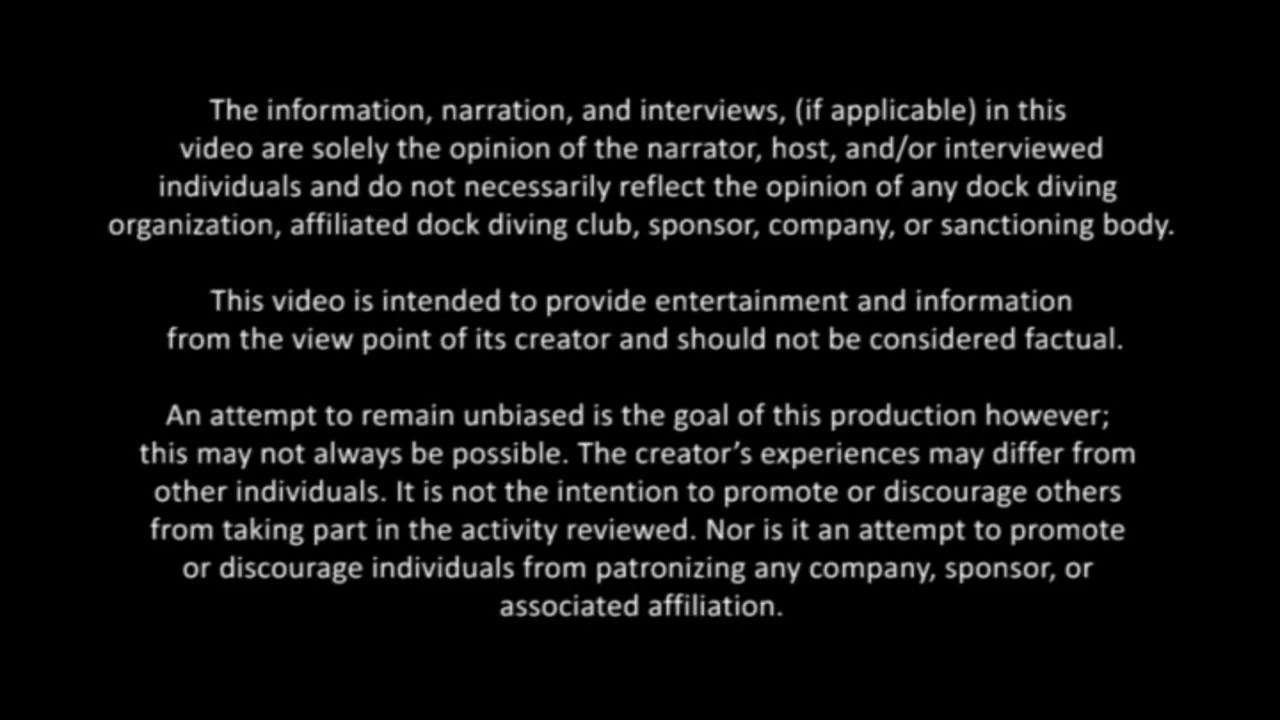 The information, narration, and interviews, (if applicable) in this
video are solely the opinion of the narrator, host, and/or interviewed
individuals and do not necessarily reflect the opinion of any dock diving
organization, affiliated dock diving club, sponsor, company, or sanctioning body.
This video is intended to provide entertainment and information
from the view point of its creator and should not be considered factual.
An attempt to remain unbiased is the goal of this production however;
this may not always be possible. The creator’s experiences may differ from
other individuals. It is not the intention to promote or discourage others
from taking part in the activity reviewed. Nor is it an attempt to promote
or discourage individuals from patronizing any company, sponsor, or
associated affiliation.